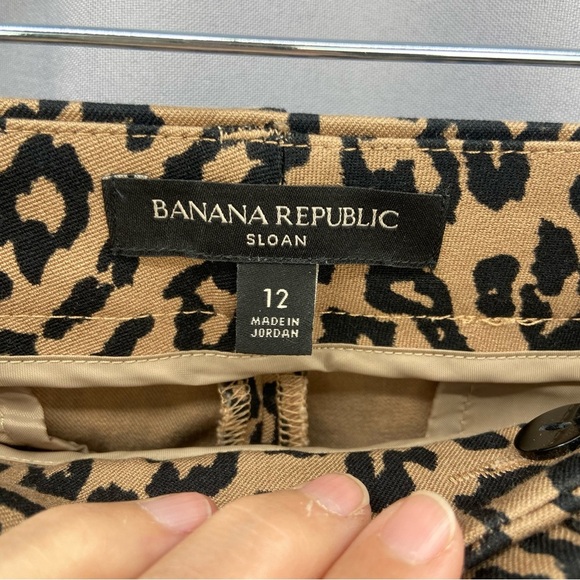 BANANA REPUBLIC
SLOAN
12
MADE IN
JORDAN